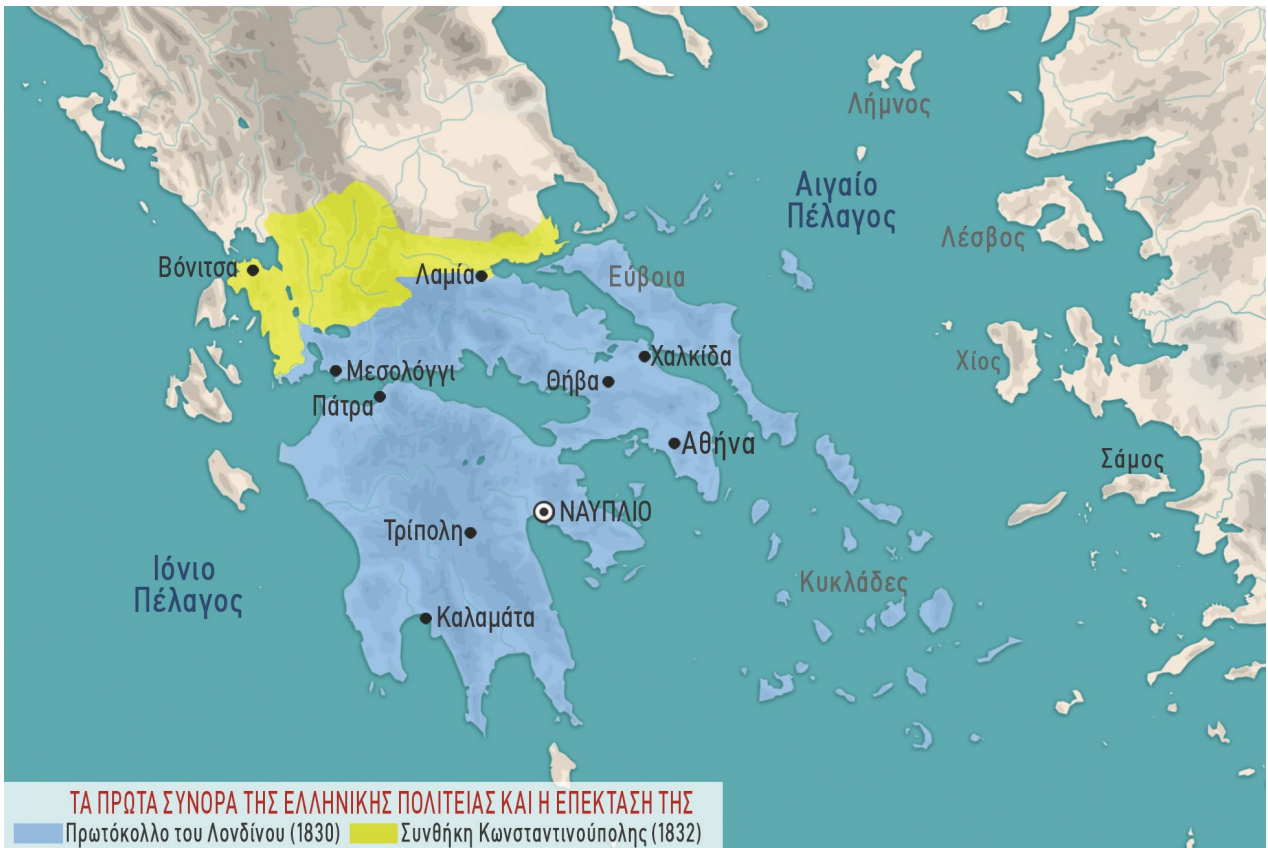 Λήμνος
Αιγαίο
Πέλαγος
Λέσβος
Βόνιτσα
Λαμία
Εύβοια
Χαλκίδα
Χίος
Μεσολόγγι
Θήβα
Πάτρα
Αθήνα
Σάμος
ΝΑΥΠΛΙΟ
Τρίπολη
Ιόνιο
Πέλαγος
Κυκλάδες
Καλαμάτα
ΤΑ ΠΡΩΤΑ ΣΥΝΟΡΑ ΤΗΣ ΕΛΛΗΝΙΚΗΣ ΠΟΛΙΤΕΙΑΣ ΚΑΙ Η ΕΠΕΚΤΑΣΗ ΤΗΣ
Πρωτόκολλο του Λονδίνου (1830) Συνθήκη Κωνσταντινούπολης (1832)